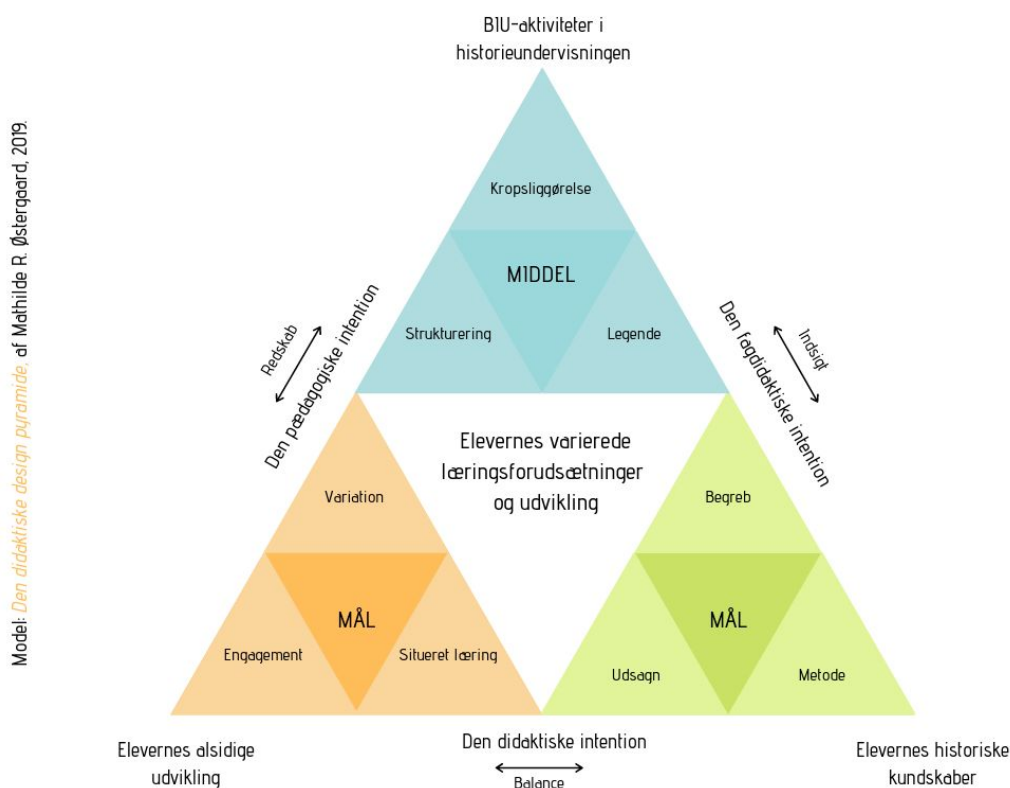 BIU-aktiviteter i
historieundervisningen
Model: Den didaktiske design pyramide, af Mathilde R. Østergaard, 2019.
Kropsliggørelse
MIDDEL
Strukturering
Legende
Redskab
Den pædagogiske intention
Den fagdidaktiske intention
Indsigt
Elevernes varierede
læringsforudsætninger
og udvikling
Variation
MÅL
Engagement
Situeret læring
Begreb
MÅL
Udsagn
Metode
Elevernes alsidige
udvikling
Den didaktiske intention
Balance
Elevernes historiske
kundskaber